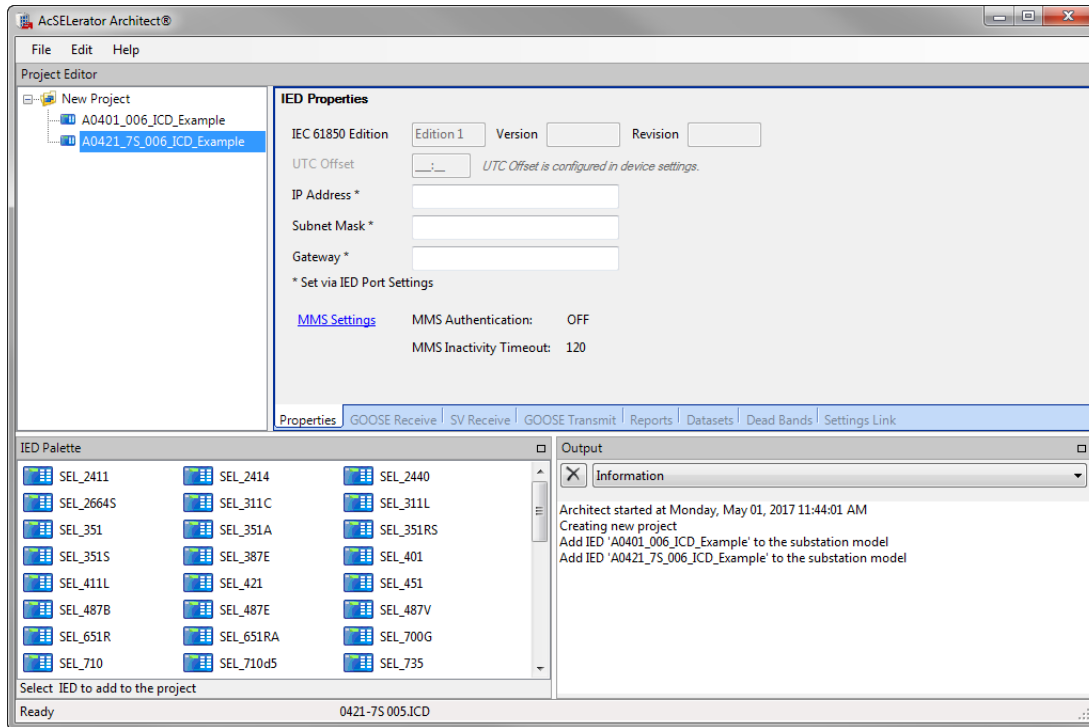 AcSELerator Architect®
File Edit Help
Project Editor
New Project
A0401_006_ICD_Example
A0421_7S_006_ICD_Example
IED Properties
IEC 61850 Edition Edition 1 Version Revision
UTC Offset __:__ UTC Offset is configured in device settings.
IP Address *
Subnet Mask *
Gateway *
* Set via IED Port Settings
MMS Settings MMS Authentication: OFF
MMS Inactivity Timeout: 120
Properties GOOSE Receive SV Receive GOOSE Transmit Reports Datasets Dead Bands Settings Link
IED Palette
SEL_2411 SEL_2414 SEL_2440
SEL_2664S SEL_311C SEL_311L
SEL_351 SEL_351A SEL_351RS
SEL_351S SEL_387E SEL_401
SEL_411L SEL_421 SEL_451
SEL_487B SEL_487E SEL_487V
SEL_651R SEL_651RA SEL_700G
SEL_710 SEL_710d5 SEL_735
Select IED to add to the project
Output
Information
Architect started at Monday, May 01, 2017 11:44:01 AM
Creating new project
Add IED 'A0401_006_ICD_Example' to the substation model
Add IED 'A0421_7S_006_ICD_Example' to the substation model
Ready 0421-7S 005.ICD